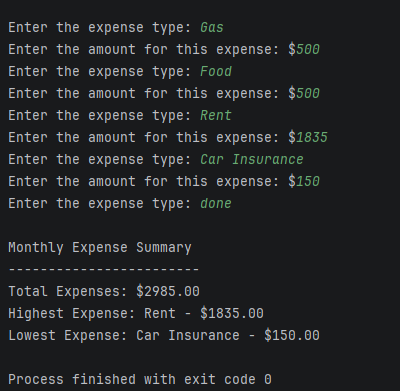 Enter the expense type: Gas
Enter the amount for this expense: $500
Enter the expense type: Food
Enter the amount for this expense: $500
Enter the expense type: Rent
Enter the amount for this expense: $1835
Enter the expense type: Car Insurance
Enter the amount for this expense: $150
Enter the expense type: done
Monthly Expense Summary
------------------------
Total Expenses: $2985.00
Highest Expense: Rent - $1835.00
Lowest Expense: Car Insurance - $150.00
Process finished with exit code 0